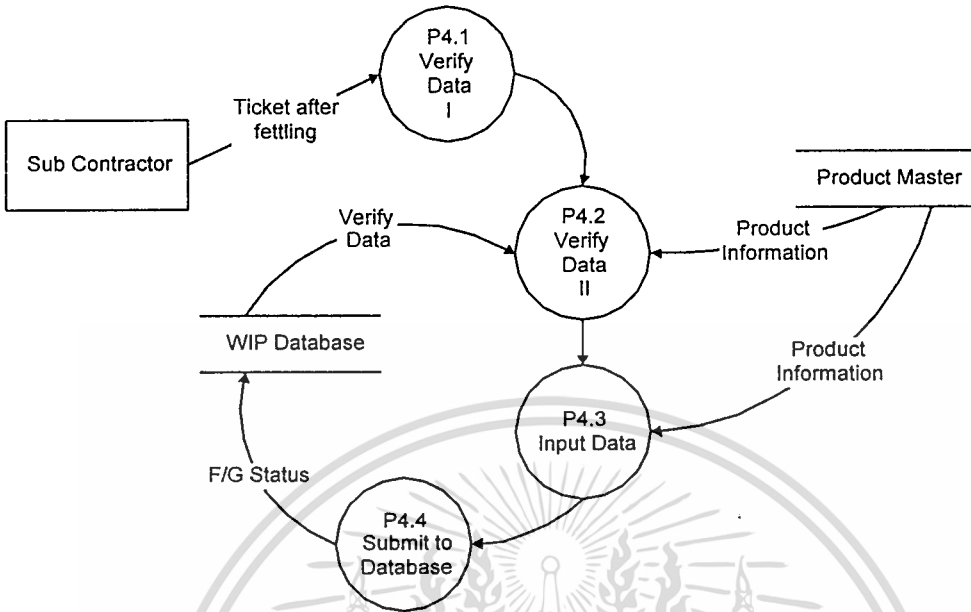 P4.1
Verify
Data
I
Ticket after
fettling
Sub Contractor
Product Master
Verify
Data
P4.2
Verify
Data
II
Product
Information
WIP Database
Product
Information
P4.3
Input Data
F/G Status
P4.4
Submit to
Database